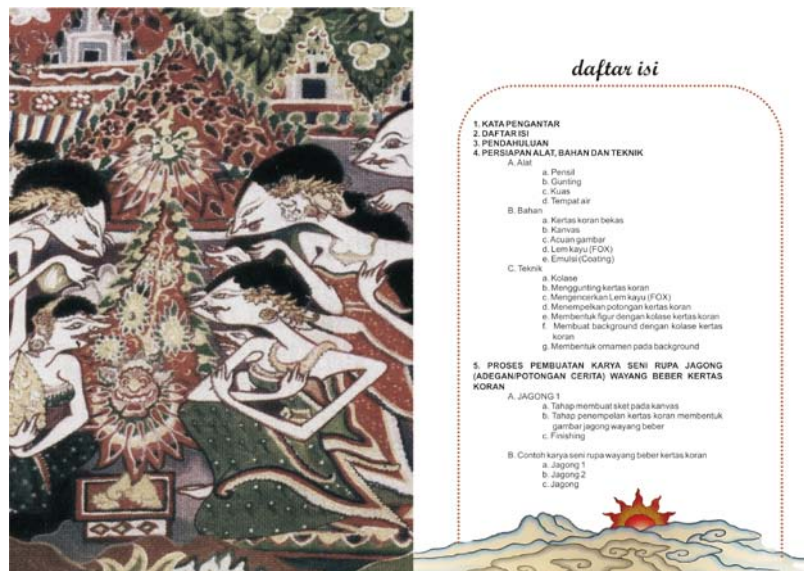 daftar isi
1. KATA PENGANTAR
2. DAFTAR ISI
3. PENDAHULUAN
4. PERSIAPAN ALAT, BAHAN DAN TEKNIK
A. Alat
a. Pensil
b. Gunting
c. Kuas
d. Tempat air
B. Bahan
a. Kertas koran bekas
b. Kanvas
c. Acuan gambar
d. Lem kayu (FOX)
e. Emulsi (Coating)
C. Teknik
a. Kolase
b. Menggunting kertas koran
c. Mengencerkan Lem kayu (FOX)
d. Menempelkan potongan kertas koran
e. Membentuk figur dengan kolase kertas koran
f. Membuat background dengan kolase kertas
koran
g. Membentuk ornamen pada background
5. PROSES PEMBUATAN KARYA SENI RUPA JAGONG
(ADEGAN/POTONGAN CERITA) WAYANG BEBER KERTAS
KORAN
A. JAGONG 1
a. Tahap membuat sket pada kanvas
b. Tahap penempelan kertas koran membentuk
gambar jagong wayang beber
c. Finishing
B. Contoh karya seni rupa wayang beber kertas koran
a. Jagong 1
b. Jagong 2
c. Jagong